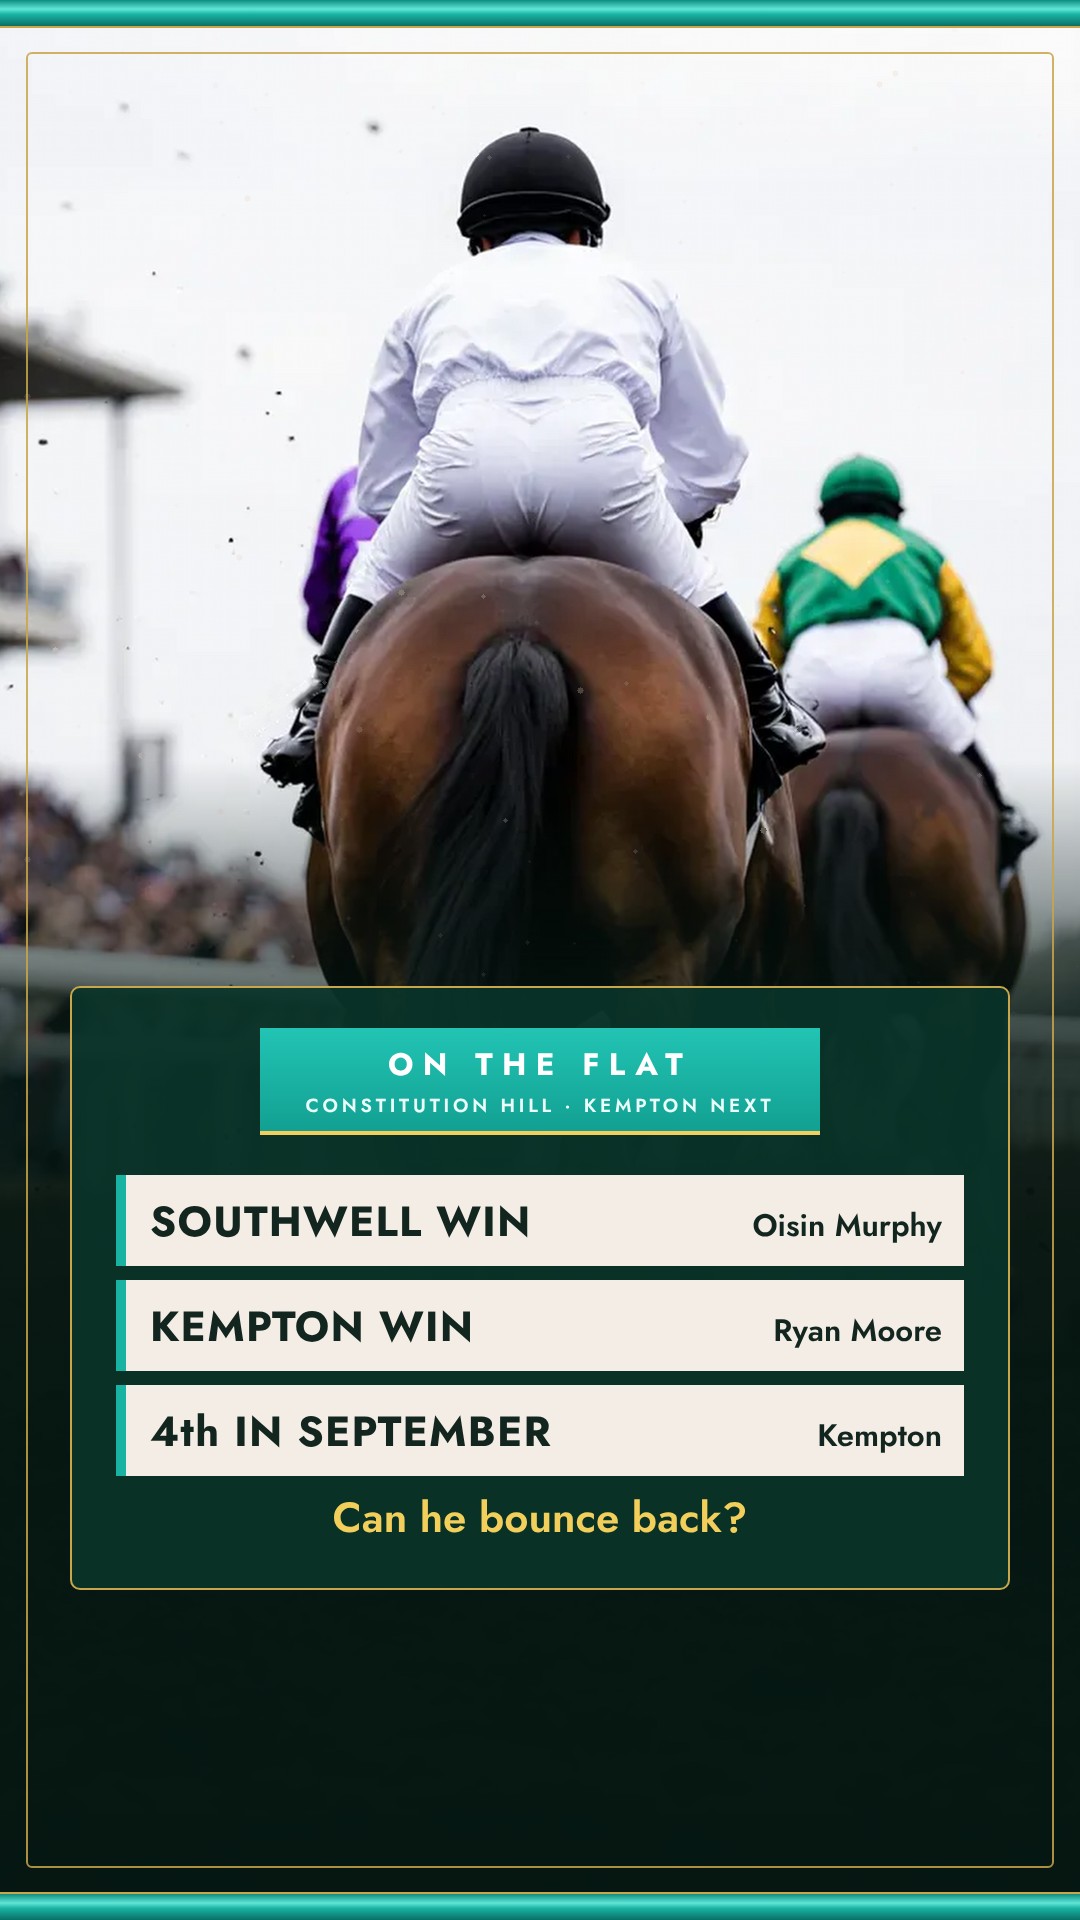 ON THE FLAT
CONSTITUTION HILL · KEMPTON NEXT
SOUTHWELL WIN Oisin Murphy
KEMPTON WIN Ryan Moore
4th IN SEPTEMBER Kempton
Can he bounce back?